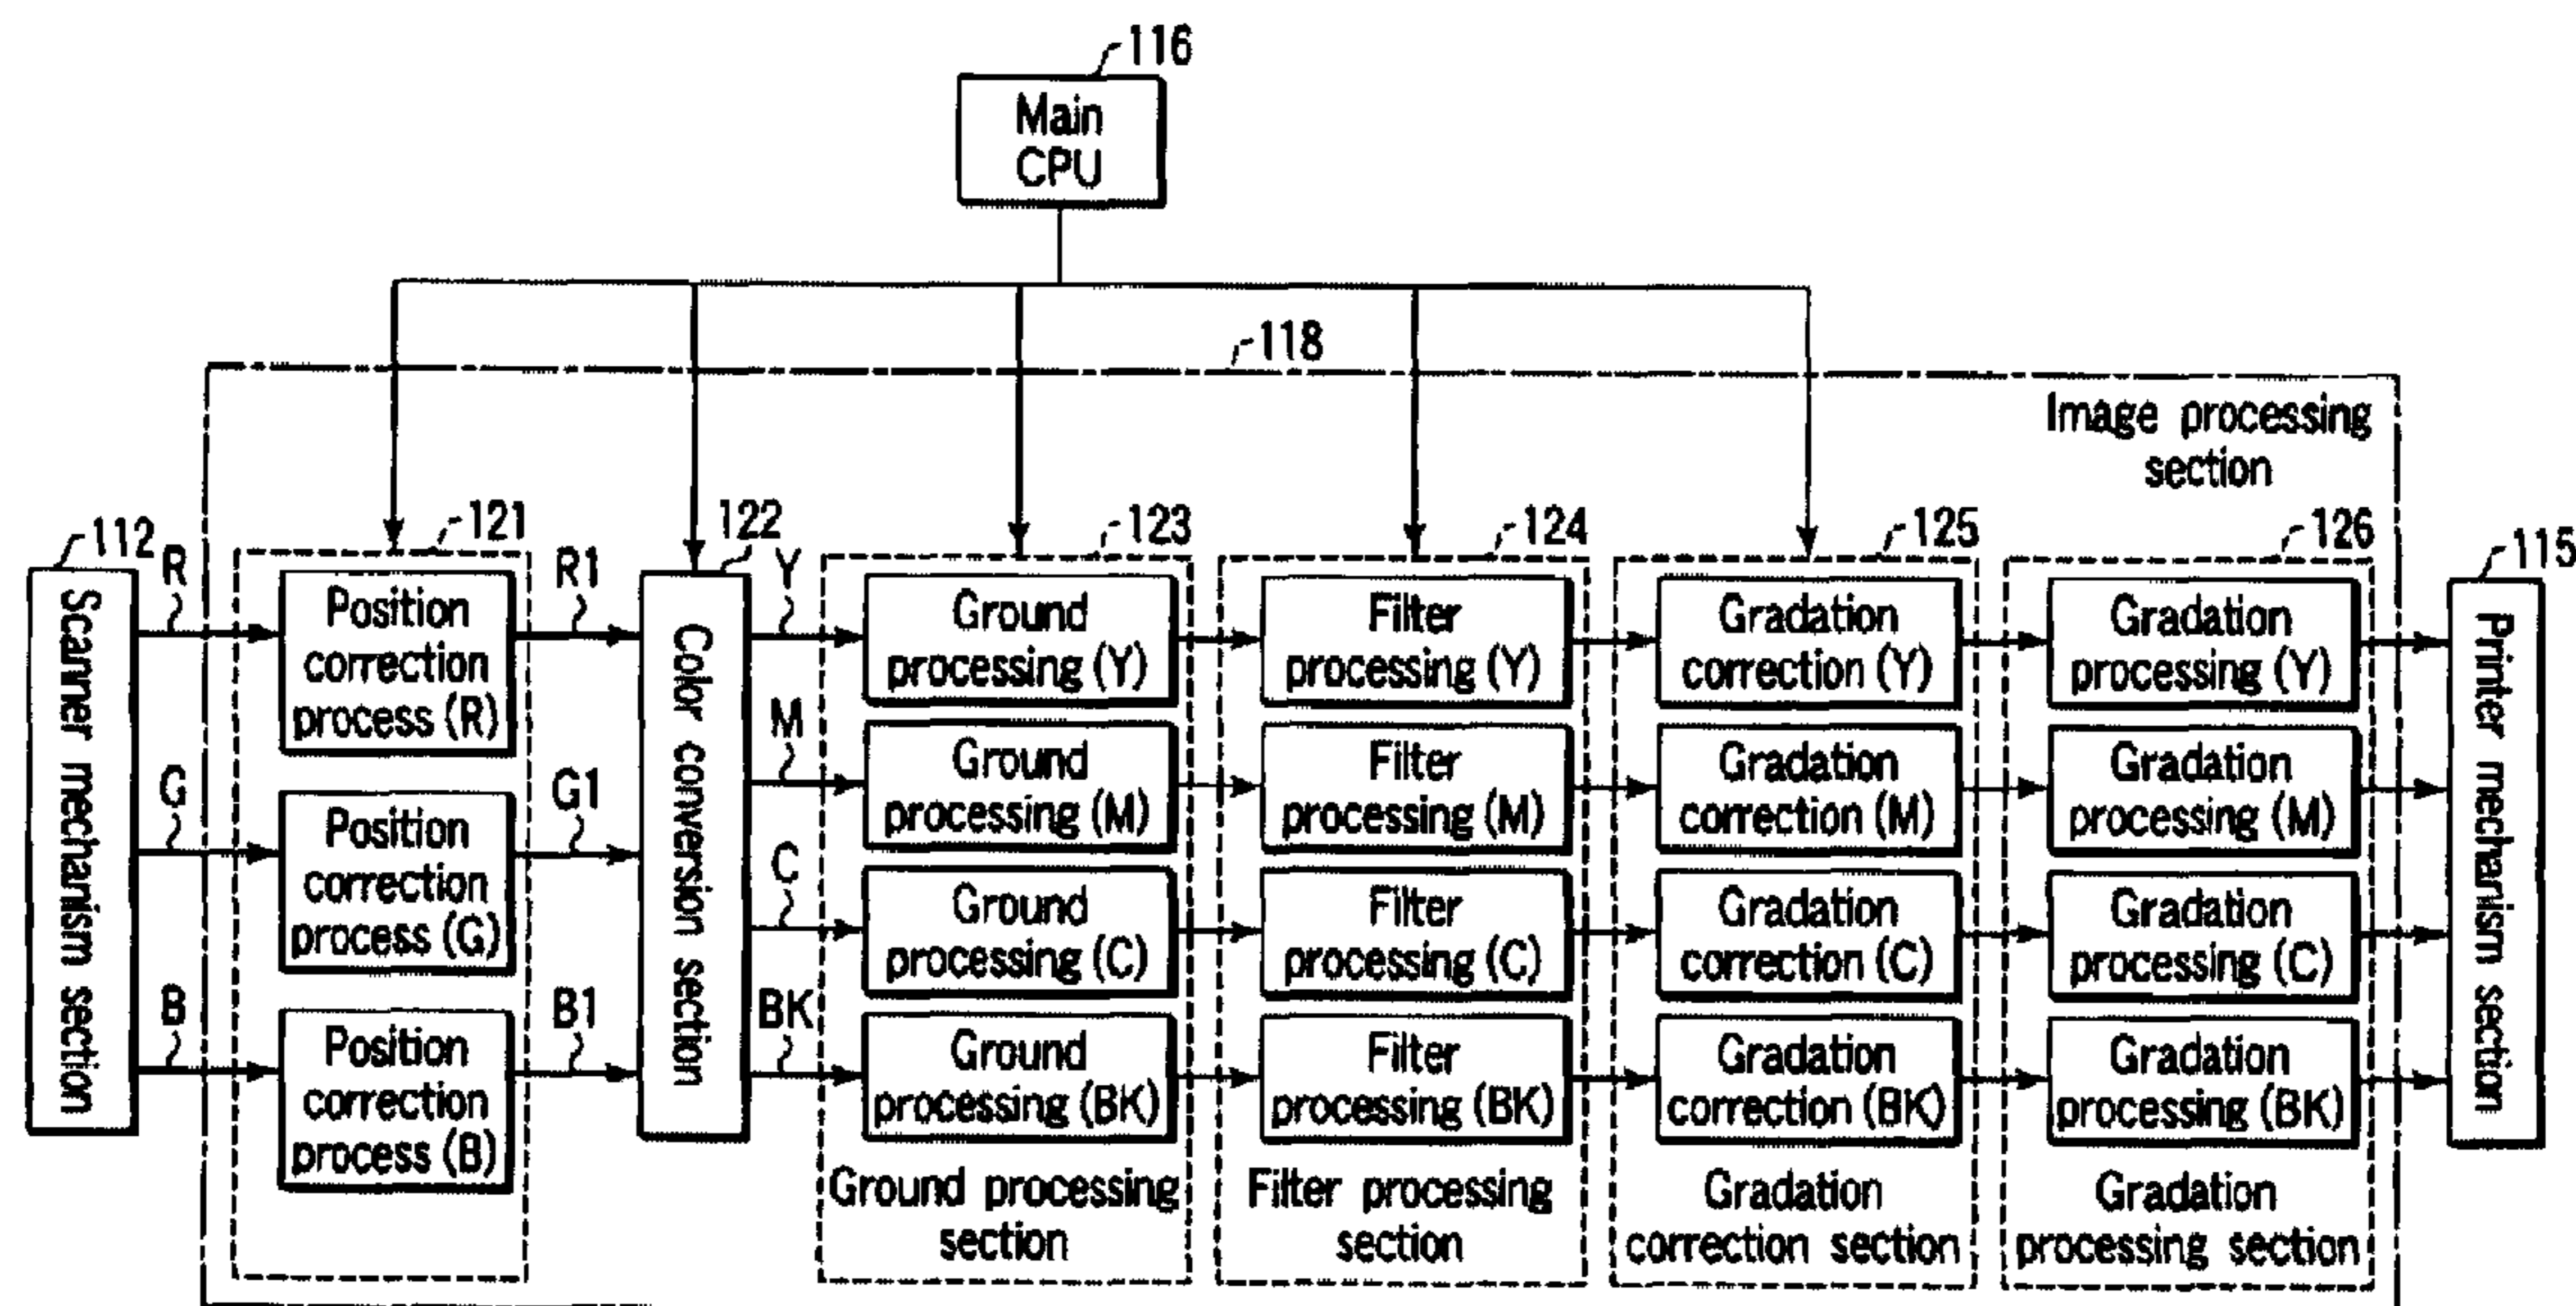 116
Main
CPU
118
Image processing
section
112
R
G
B
Scanner mechanism section
121
Position
correction
process (R)
Position
correction
process (G)
Position
correction
process (B)
R1
G1
B1
122
Color conversion section
Y
M
C
BK
123
Ground
processing (Y)
Ground
processing (M)
Ground
processing (C)
Ground
processing (BK)
Ground processing
section
124
Filter
processing (Y)
Filter
processing (M)
Filter
processing (C)
Filter
processing (BK)
Filter processing
section
125
Gradation
correction (Y)
Gradation
correction (M)
Gradation
correction (C)
Gradation
correction (BK)
Gradation
correction section
126
Gradation
processing (Y)
Gradation
processing (M)
Gradation
processing (C)
Gradation
processing (BK)
Gradation
processing section
115
Printer mechanism section